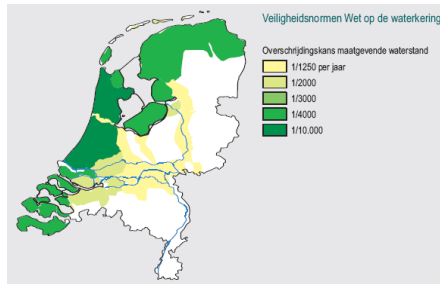 Veiligheidsnormen Wet op de waterkering
Overschrijdingskans maatgevende waterstand
1/1250 per jaar
1/2000
1/3000
1/4000
1/10.000